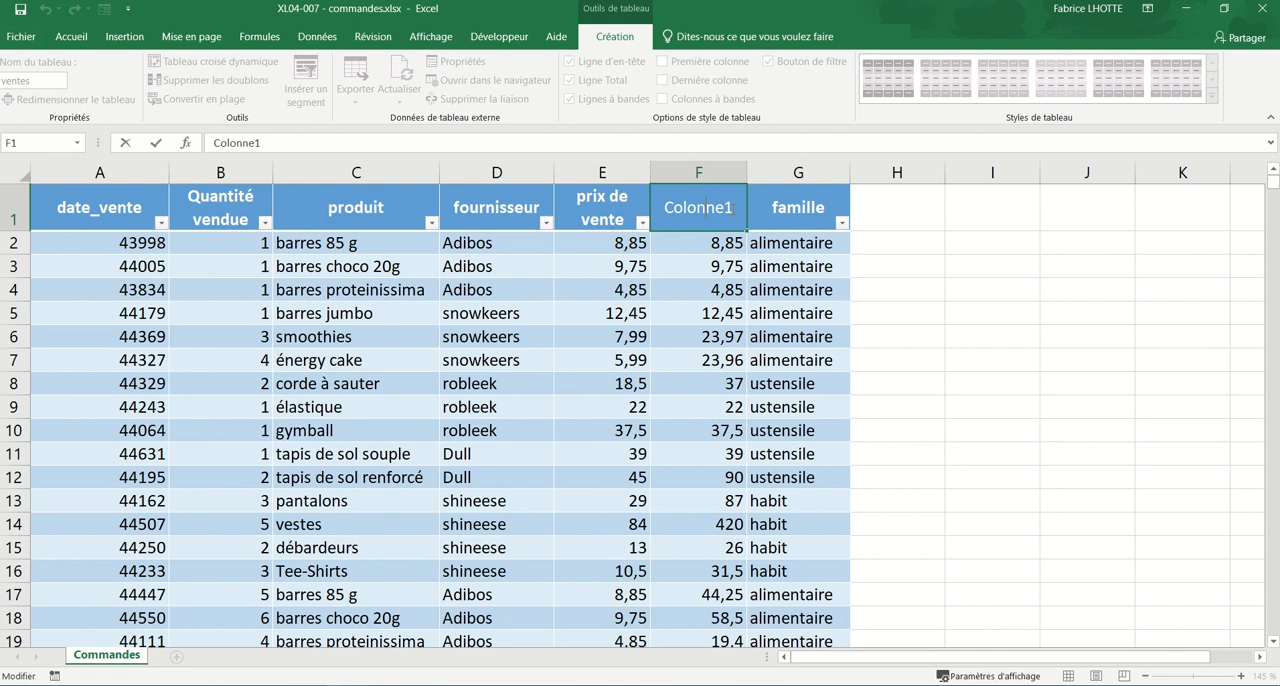 XL04-007 - commandes.xlsx - Excel
Outils de tableau
Fabrice LHOTTE
Fichier Accueil Insertion Mise en page Formules Données Révision Affichage Développeur Aide Création Dites-nous ce que vous voulez faire Partager
Nom du tableau :
ventes
Redimensionner le tableau
Propriétés
Tableau croisé dynamique
Supprimer les doublons
Convertir en plage
Insérer un
segment
Outils
Exporter Actualiser
Propriétés
Ouvrir dans le navigateur
Supprimer la liaison
Données de tableau externe
Ligne d'en-tête Première colonne Bouton de filtre
Ligne Total Dernière colonne
Lignes à bandes Colonnes à bandes
Options de style de tableau
Styles de tableau
F1 fx Colonne1
A B C D E F G H I J K
1 date_vente Quantité vendue produit fournisseur prix de vente Colonne1 famille
2 43998 1 barres 85 g Adibos 8,85 8,85 alimentaire
3 44005 1 barres choco 20g Adibos 9,75 9,75 alimentaire
4 43834 1 barres proteinissima Adibos 4,85 4,85 alimentaire
5 44179 1 barres jumbo snowkeers 12,45 12,45 alimentaire
6 44369 3 smoothies snowkeers 7,99 23,97 alimentaire
7 44327 4 énergy cake snowkeers 5,99 23,96 alimentaire
8 44329 2 corde à sauter robleek 18,5 37 ustensile
9 44243 1 élastique robleek 22 22 ustensile
10 44064 1 gymball robleek 37,5 37,5 ustensile
11 44631 1 tapis de sol souple Dull 39 39 ustensile
12 44195 2 tapis de sol renforcé Dull 45 90 ustensile
13 44162 3 pantalons shineese 29 87 habit
14 44507 5 vestes shineese 84 420 habit
15 44250 2 débardeurs shineese 13 26 habit
16 44233 3 Tee-Shirts shineese 10,5 31,5 habit
17 44447 5 barres 85 g Adibos 8,85 44,25 alimentaire
18 44550 6 barres choco 20g Adibos 9,75 58,5 alimentaire
19 44111 4 barres proteinissima Adibos 4,85 19,4 alimentaire
Commandes
Modifier Paramètres d'affichage 145 %